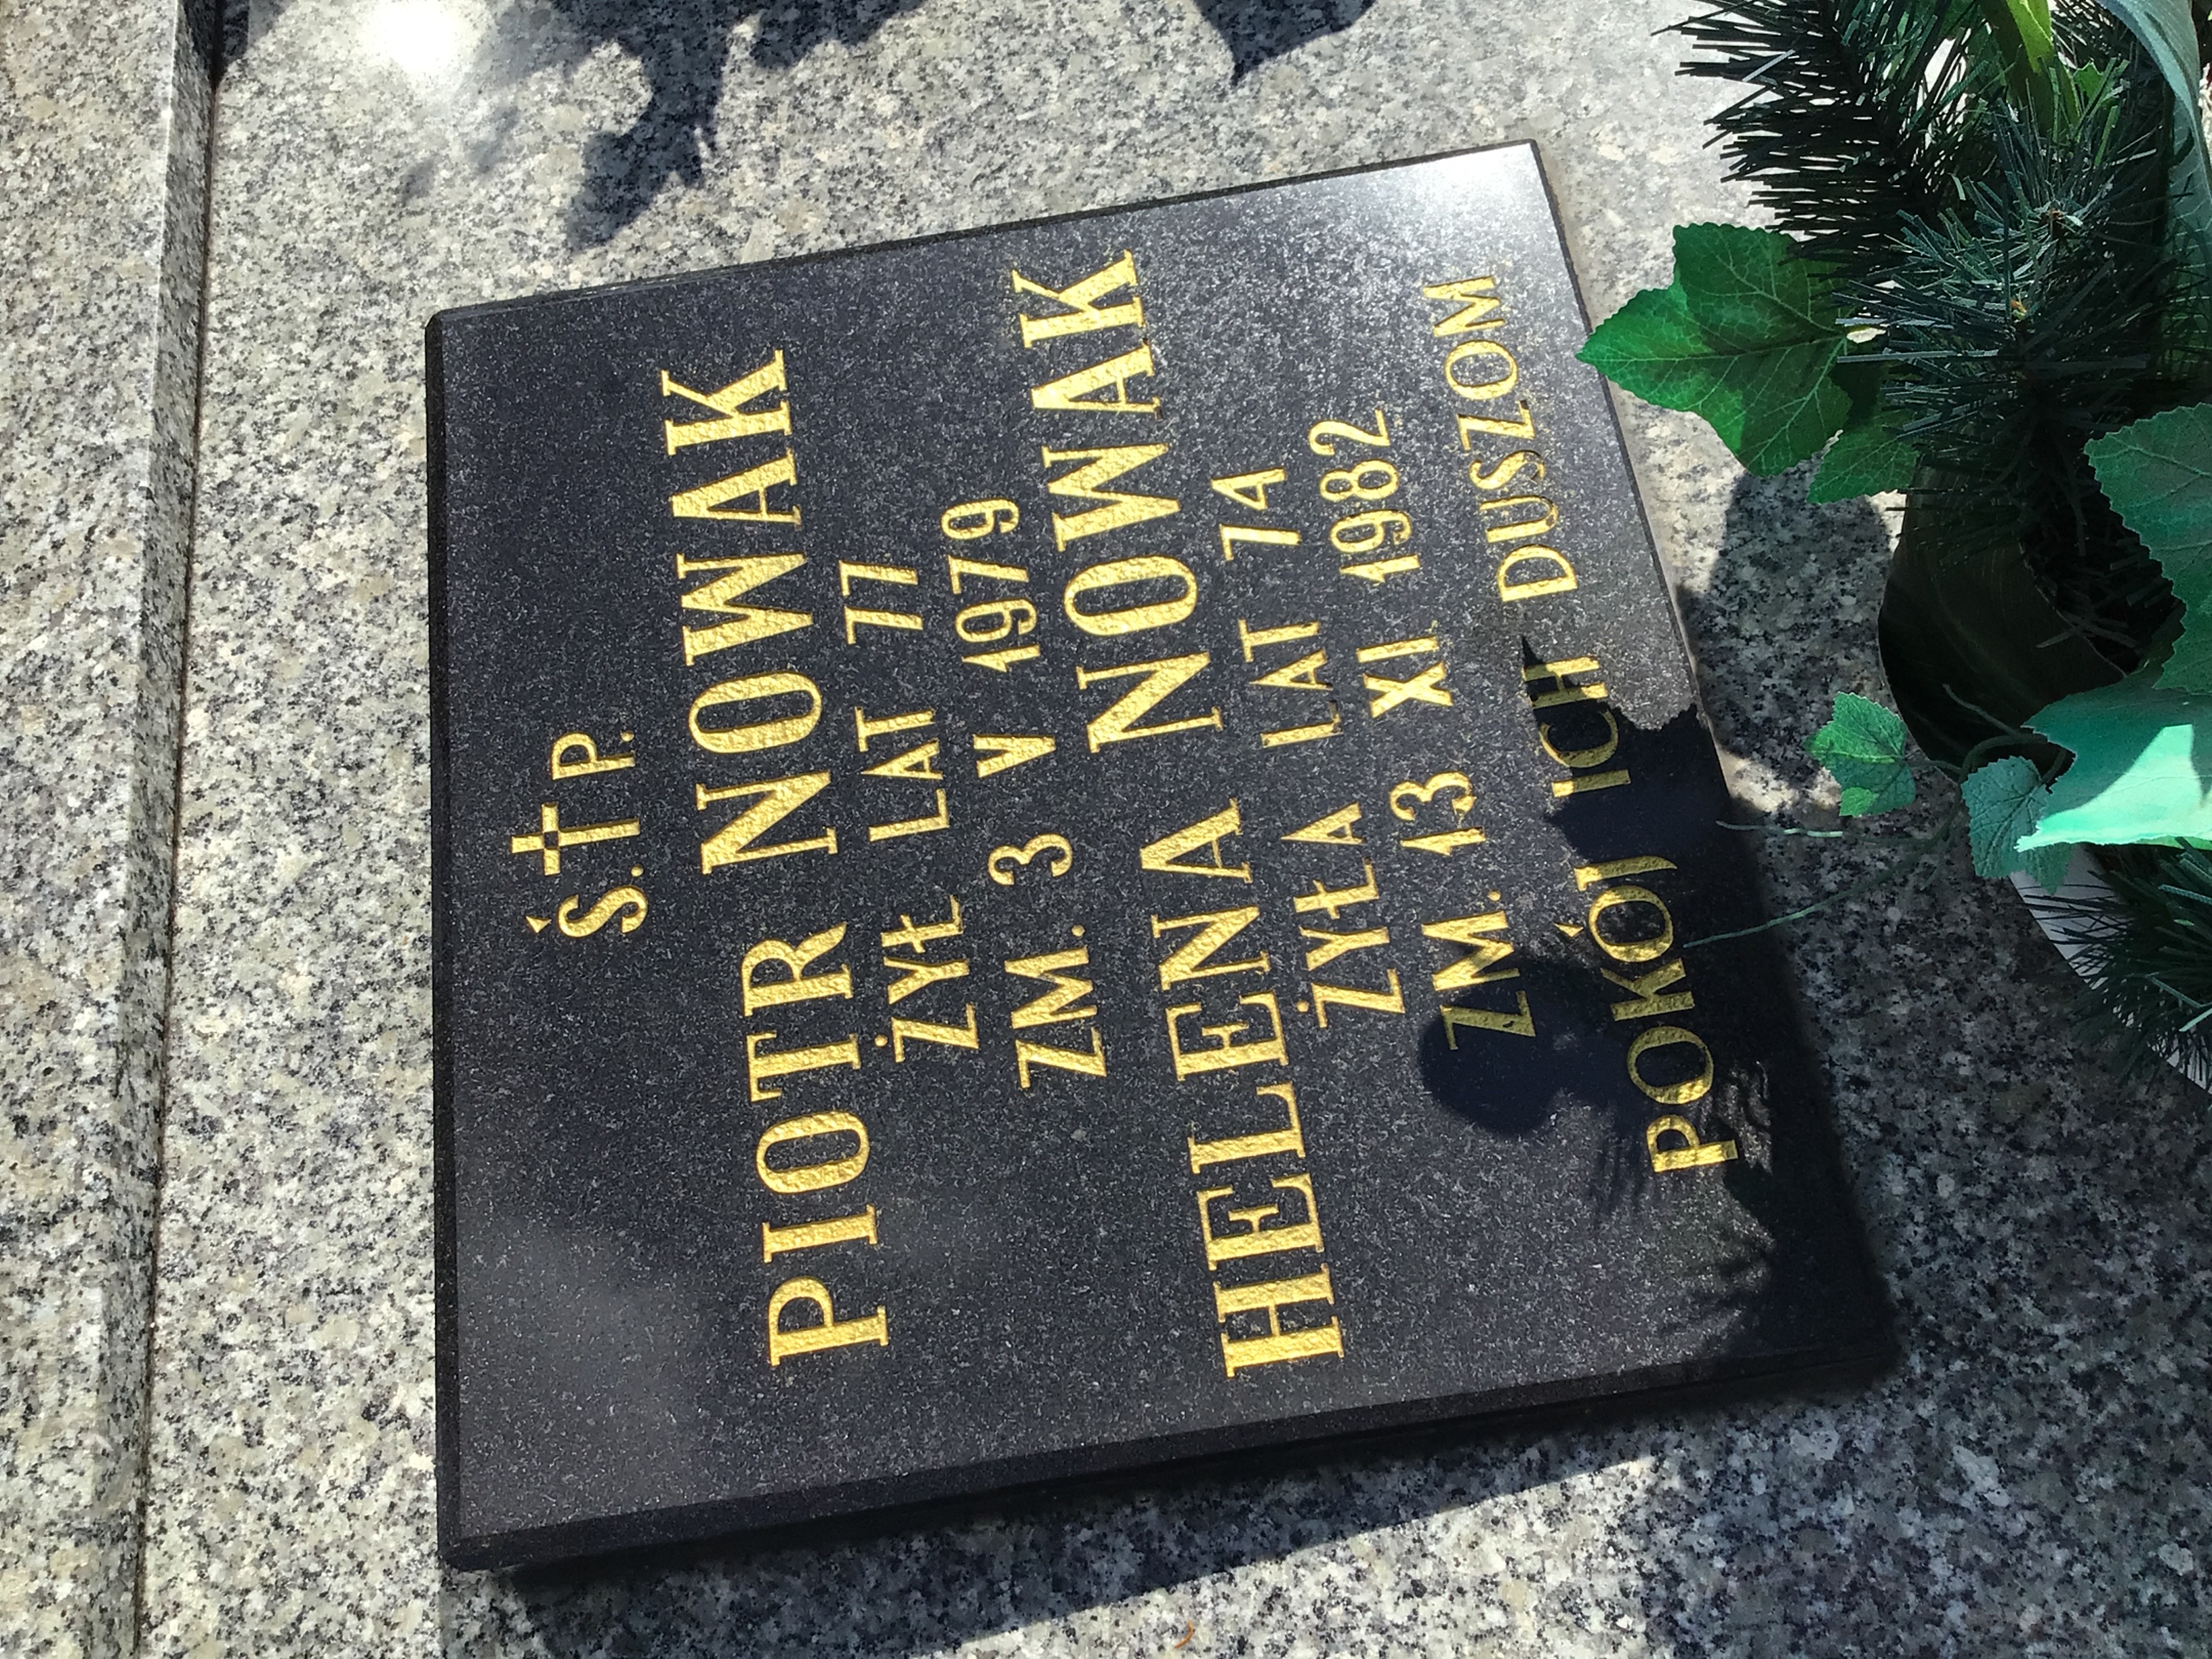 Ś.✝P.
PIOTR NOWAK
ŻYŁ LAT 77
ZM. 3 V 1979
HELENA NOWAK
ŻYŁA LAT 74
ZM. 13 XI 1982
POKÓJ ICH DUSZOM